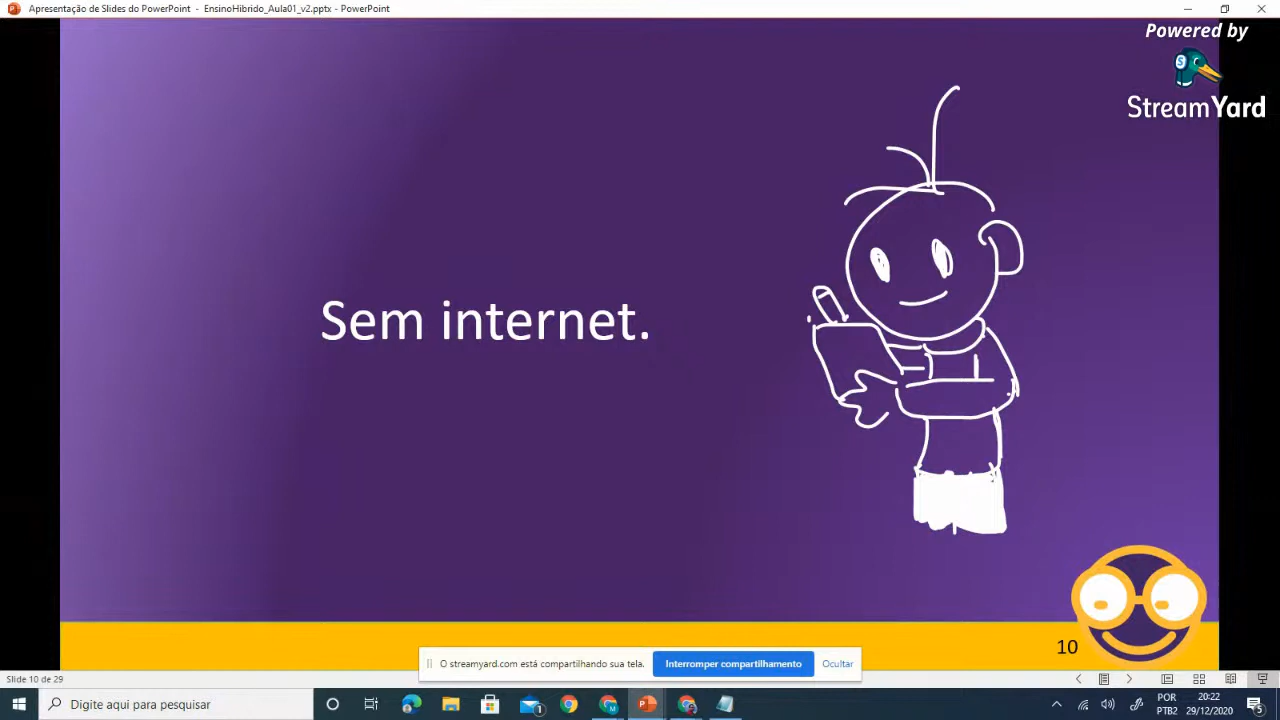 Apresentação de Slides do PowerPoint - EnsinoHibrido_Aula01_v2.pptx - PowerPoint
Powered by
StreamYard
Sem internet.
10
O streamyard.com está compartilhando sua tela.
Interromper compartilhamento
Ocultar
Slide 10 de 29
Digite aqui para pesquisar
POR
PTB2
20:22
29/12/2020